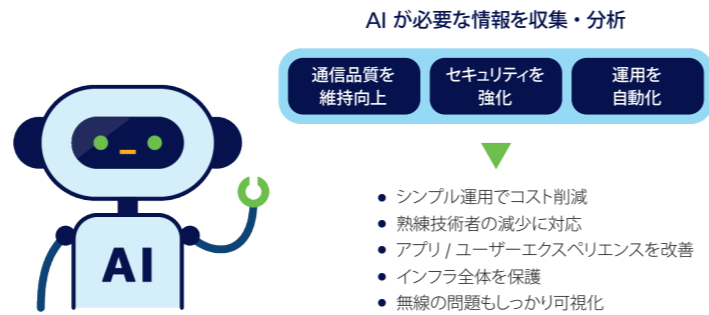 AI が必要な情報を収集・分析
通信品質を
維持向上
セキュリティを
強化
運用を
自動化
• シンプル運用でコスト削減
• 熟練技術者の減少に対応
• アプリ / ユーザーエクスペリエンスを改善
• インフラ全体を保護
• 無線の問題もしっかり可視化
AI